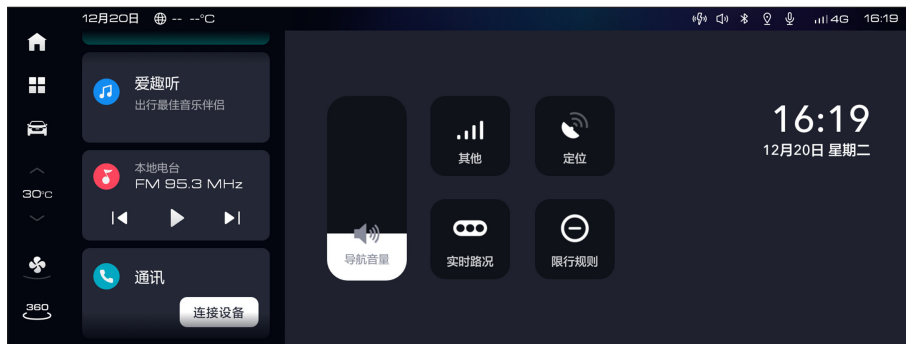 12月20日 -- --°C
4G 16:19
爱趣听
出行最佳音乐伴侣
本地电台
FM 95.3 MHz
30°C
通讯
连接设备
360
导航音量
其他
定位
实时路况
限行规则
16:19
12月20日 星期二